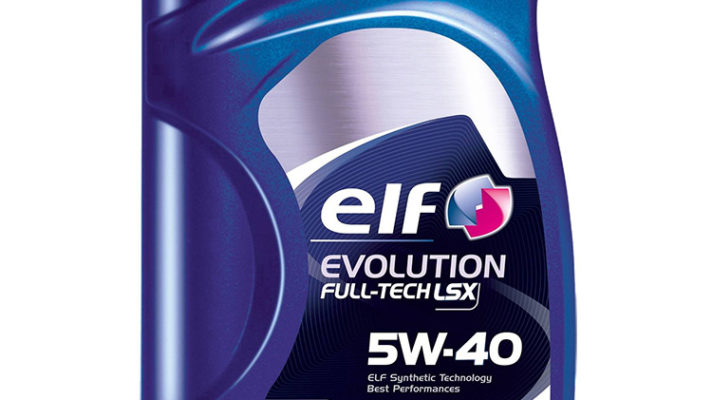 elf
EVOLUTION
FULL-TECH LSX
5W-40
ELF Synthetic Technology
Best Performances